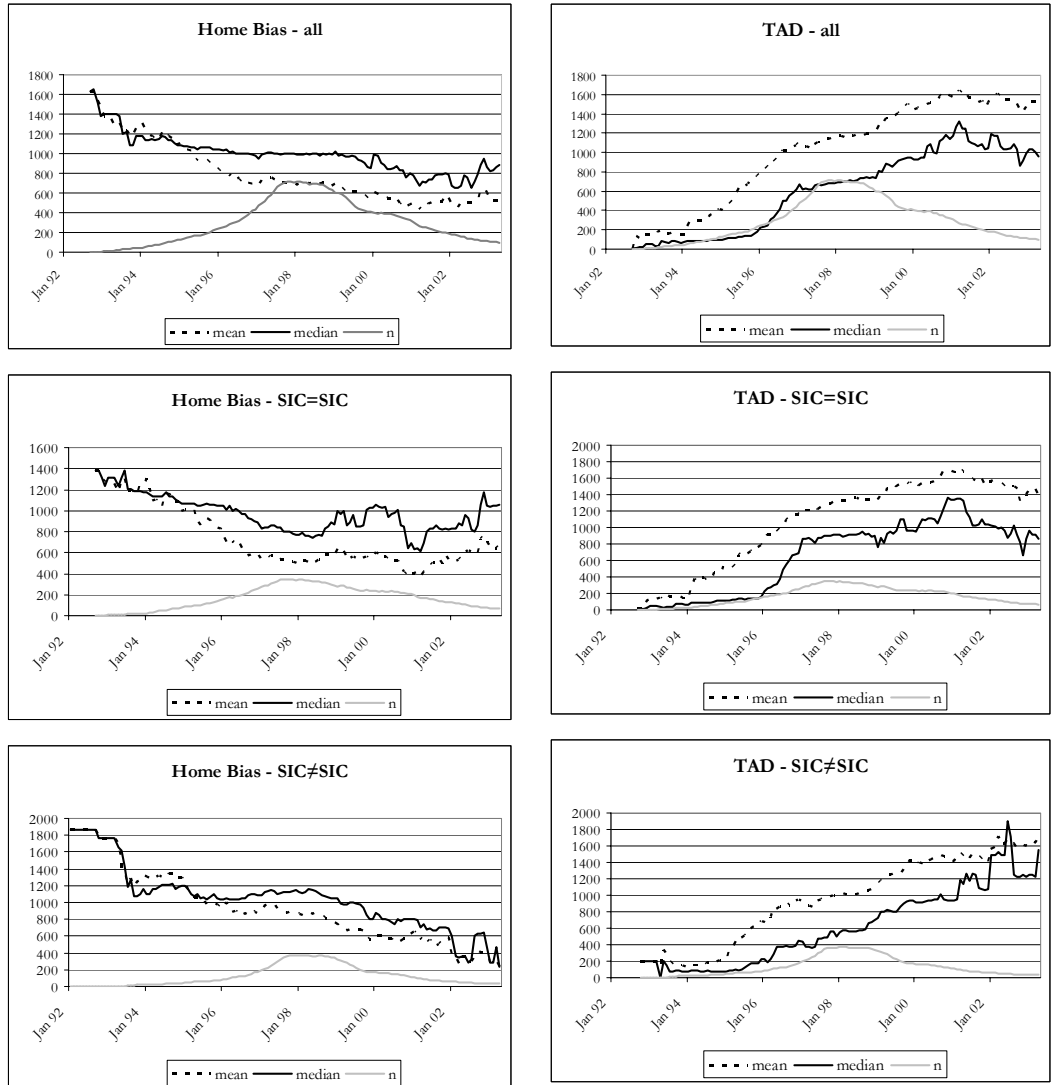 Home Bias - all
1800
1600
1400
1200
1000
800
600
400
200
0
Jan 92
Jan 94
Jan 96
Jan 98
Jan 00
Jan 02
mean median n
TAD - all
1800
1600
1400
1200
1000
800
600
400
200
0
Jan 92
Jan 94
Jan 96
Jan 98
Jan 00
Jan 02
mean median n
Home Bias - SIC=SIC
1600
1400
1200
1000
800
600
400
200
0
Jan 92
Jan 94
Jan 96
Jan 98
Jan 00
Jan 02
mean median n
TAD - SIC=SIC
2000
1800
1600
1400
1200
1000
800
600
400
200
0
Jan 92
Jan 94
Jan 96
Jan 98
Jan 00
Jan 02
mean median n
Home Bias - SIC≠SIC
2000
1800
1600
1400
1200
1000
800
600
400
200
0
Jan 92
Jan 94
Jan 96
Jan 98
Jan 00
Jan 02
mean median n
TAD - SIC≠SIC
2000
1800
1600
1400
1200
1000
800
600
400
200
0
Jan 92
Jan 94
Jan 96
Jan 98
Jan 00
Jan 02
mean median n